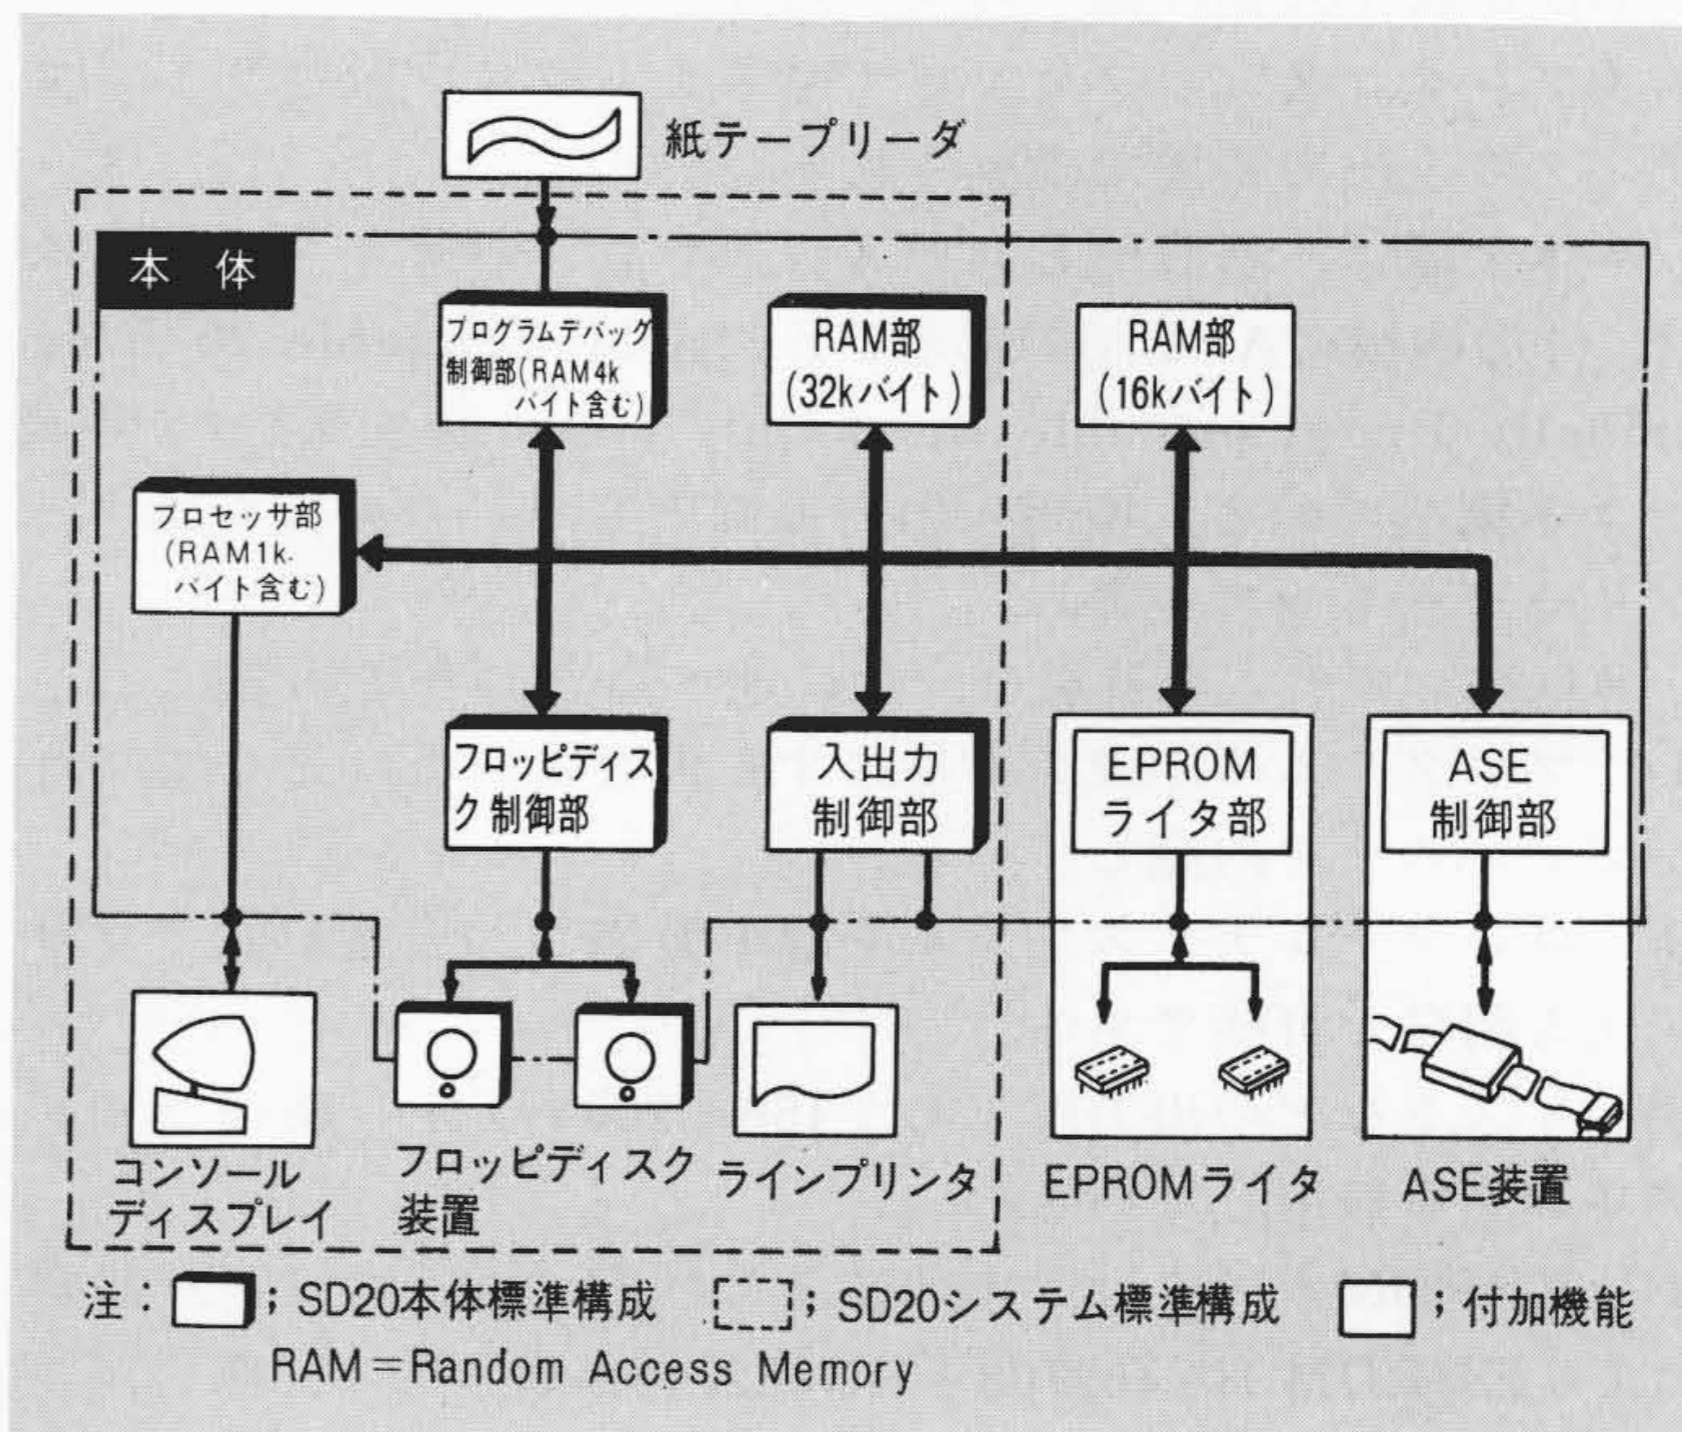 紙テープリーダ
本 体
プログラムデバッグ
制御部(RAM4k
バイト含む)
RAM部
(32kバイト)
RAM部
(16kバイト)
プロセッサ部
(RAM1k
バイト含む)
フロッピディス
ク制御部
入出力
制御部
EPROM
ライタ部
ASE
制御部
コンソール
ディスプレイ
フロッピディスク
装置
ラインプリンタ
EPROMライタ
ASE装置
注:　;SD20本体標準構成　;SD20システム標準構成　;付加機能
RAM=Random Access Memory